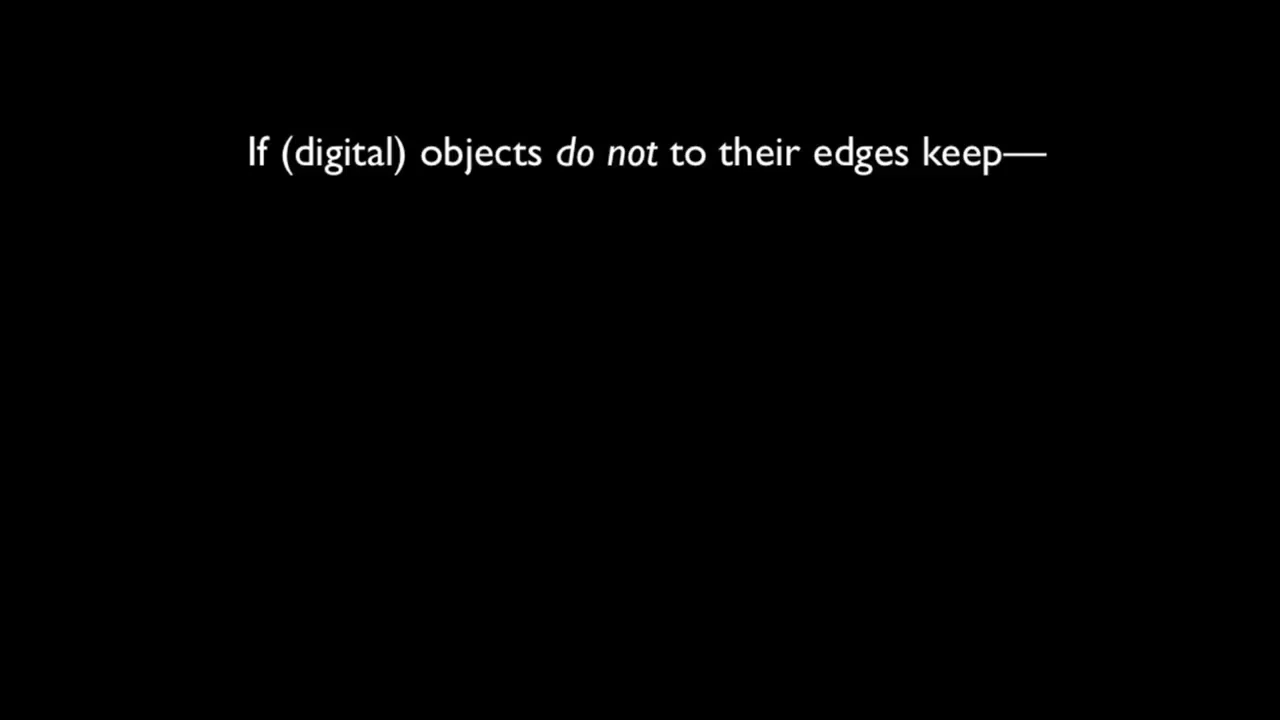 If (digital) objects do not to their edges keep—